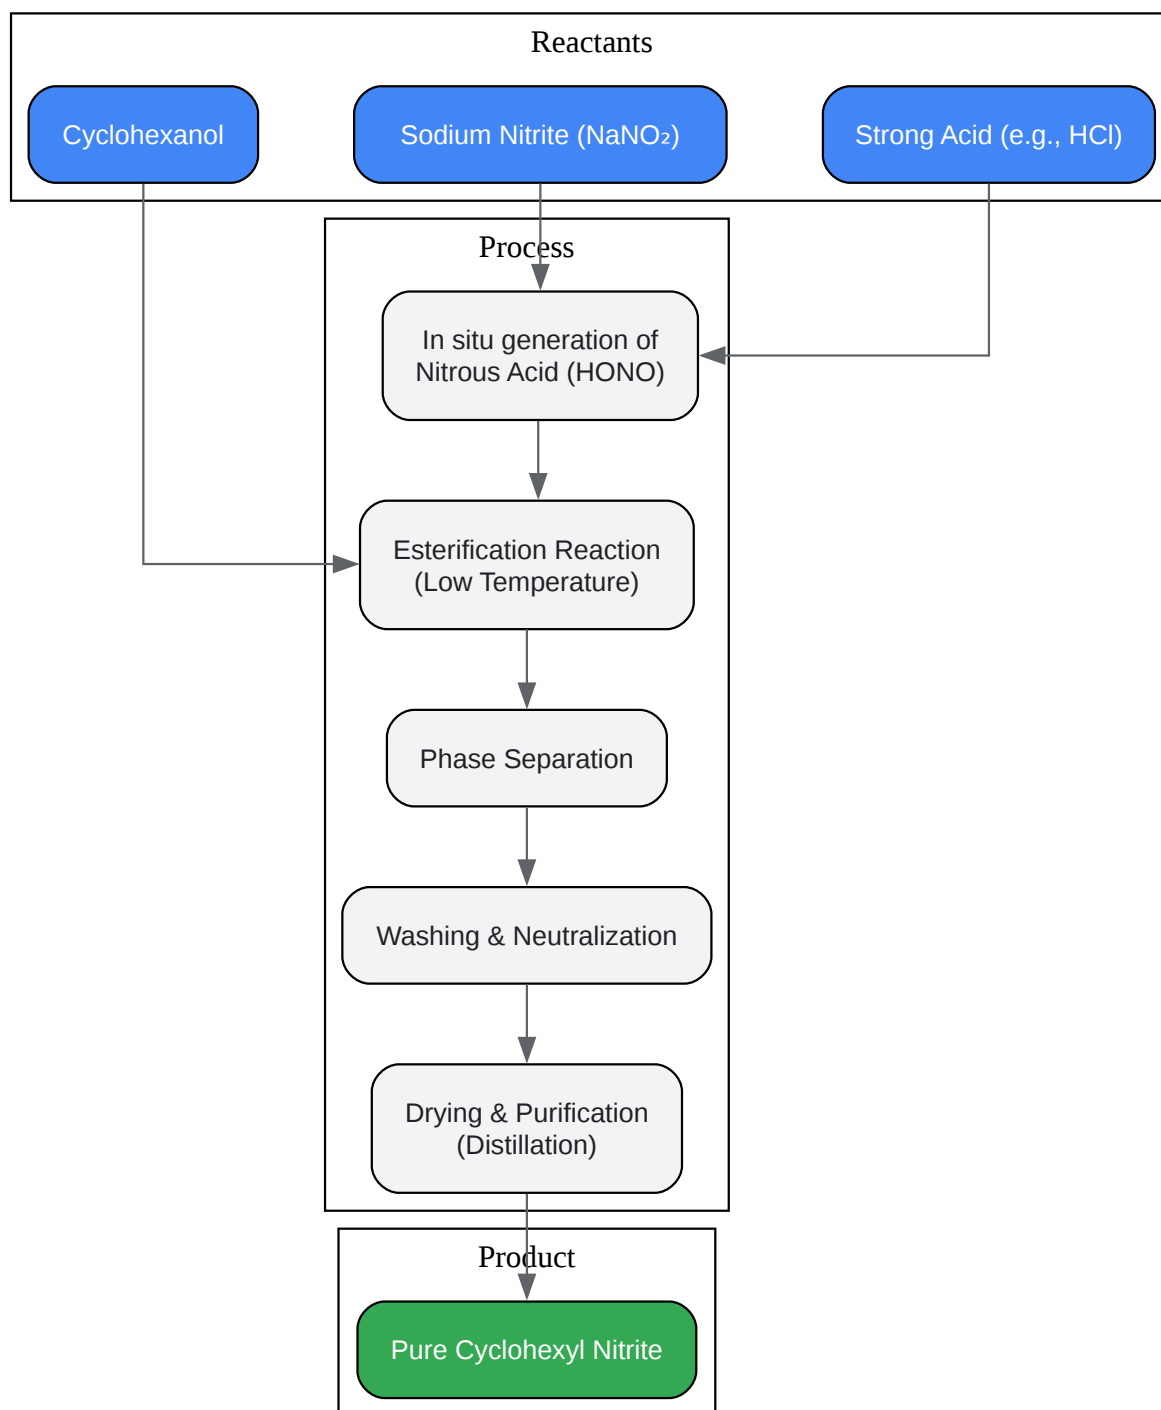 Reactants
Cyclohexanol
Sodium Nitrite (NaNO₂)
Strong Acid (e.g., HCl)
Process
In situ generation of
Nitrous Acid (HONO)
Esterification Reaction
(Low Temperature)
Phase Separation
Washing & Neutralization
Drying & Purification
(Distillation)
Product
Pure Cyclohexyl Nitrite